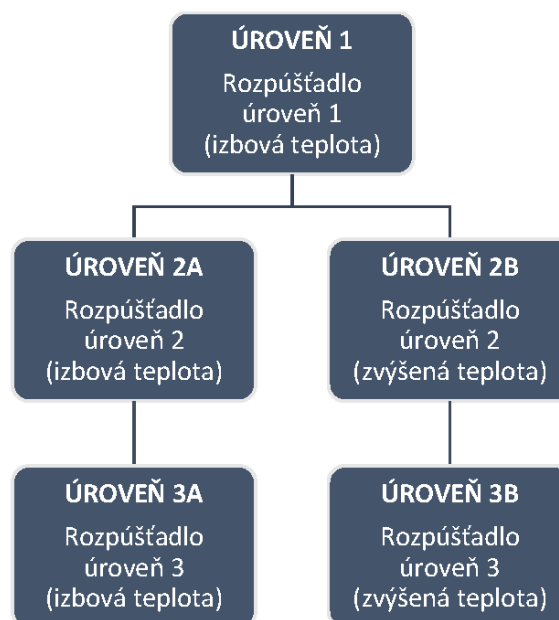 ÚROVEŇ 1
Rozpúšťadlo
úroveň 1
(izbová teplota)
ÚROVEŇ 2A
Rozpúšťadlo
úroveň 2
(izbová teplota)
ÚROVEŇ 2B
Rozpúšťadlo
úroveň 2
(zvýšená teplota)
ÚROVEŇ 3A
Rozpúšťadlo
úroveň 3
(izbová teplota)
ÚROVEŇ 3B
Rozpúšťadlo
úroveň 3
(zvýšená teplota)